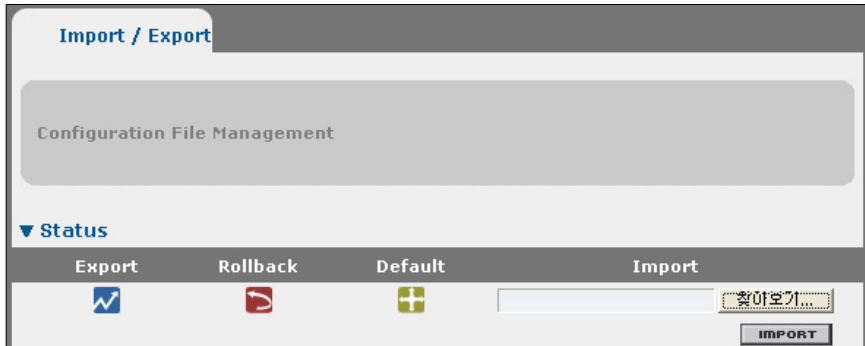 Import / Export
Configuration File Management
▼ Status
Export Rollback Default Import
찾아보기...
IMPORT